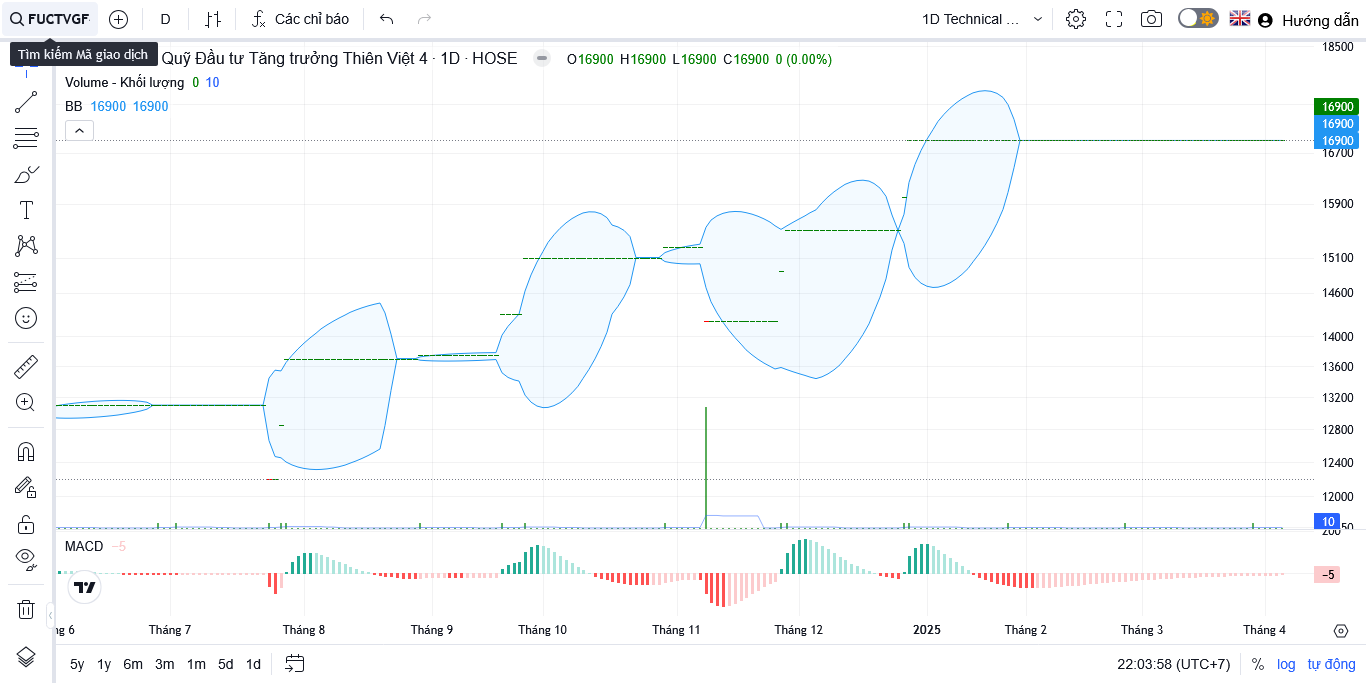 FUCTVGF
D
Các chỉ báo
1D Technical ...
Hướng dẫn
Tìm kiếm Mã giao dịch
Quỹ Đầu tư Tăng trưởng Thiên Việt 4 · 1D · HOSE
O16900 H16900 L16900 C16900 0 (0.00%)
Volume - Khối lượng 0 10
BB 16900 16900
18500
16900
16900
16900
16700
15900
15100
14600
14000
13600
13200
12800
12400
12000
10
MACD −5
−5
Tháng 7
Tháng 8
Tháng 9
Tháng 10
Tháng 11
Tháng 12
2025
Tháng 2
Tháng 3
Tháng 4
5y 1y 6m 3m 1m 5d 1d
22:03:58 (UTC+7)
% log tự động